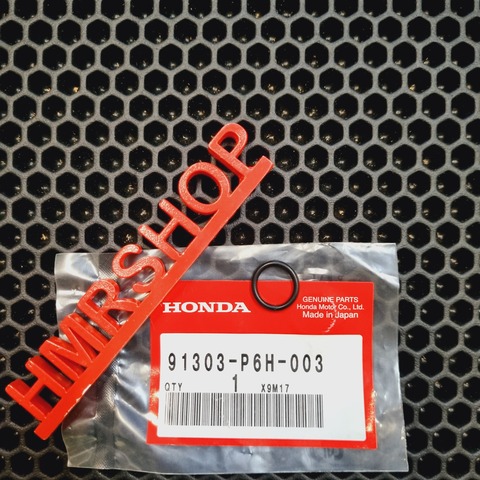 HMRSHOP
HONDA
GENUINE PARTS
Honda Motor Co., Ltd.
Made in Japan
91303-P6H-003
QTY 1 X9M17